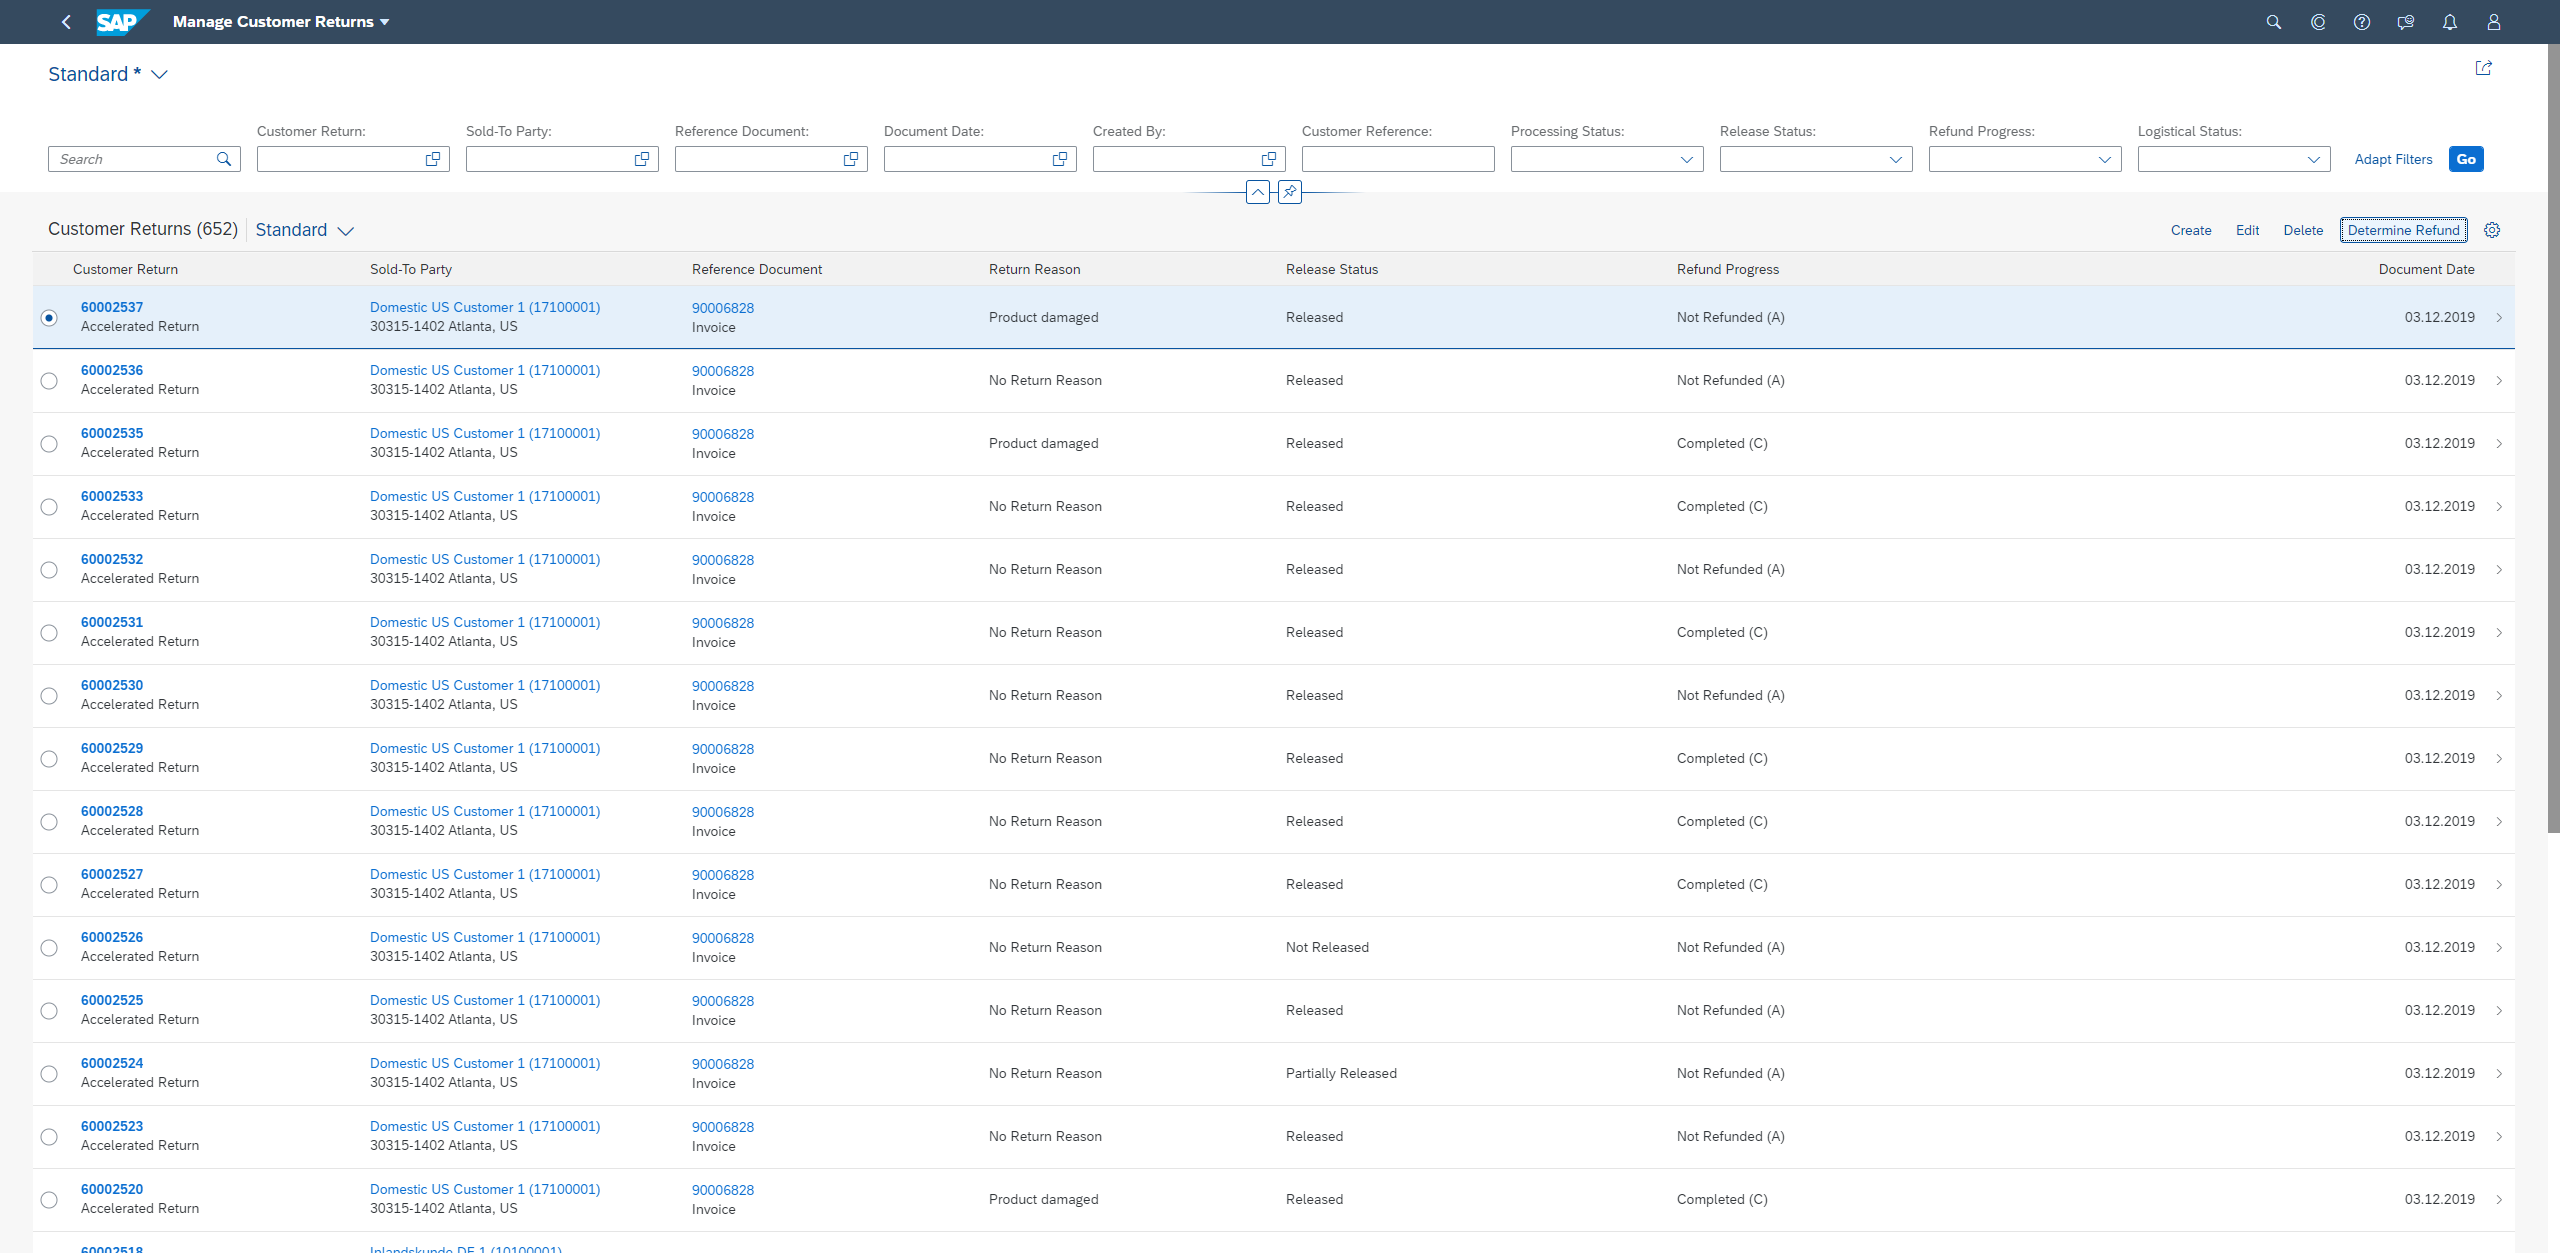 SAP Manage Customer Returns
Standard *
Customer Return: Sold-To Party: Reference Document: Document Date: Created By: Customer Reference: Processing Status: Release Status: Refund Progress: Logistical Status:
Search Adapt Filters Go
Customer Returns (652) Standard Create Edit Delete Determine Refund
Customer Return Sold-To Party Reference Document Return Reason Release Status Refund Progress Document Date
60002537 Domestic US Customer 1 (17100001) 90006828
Product damaged Released Not Refunded (A) 03.12.2019
Accelerated Return 30315-1402 Atlanta, US Invoice
60002536 Domestic US Customer 1 (17100001) 90006828
No Return Reason Released Not Refunded (A) 03.12.2019
Accelerated Return 30315-1402 Atlanta, US Invoice
60002535 Domestic US Customer 1 (17100001) 90006828
Product damaged Released Completed (C) 03.12.2019
Accelerated Return 30315-1402 Atlanta, US Invoice
60002533 Domestic US Customer 1 (17100001) 90006828
No Return Reason Released Completed (C) 03.12.2019
Accelerated Return 30315-1402 Atlanta, US Invoice
60002532 Domestic US Customer 1 (17100001) 90006828
No Return Reason Released Not Refunded (A) 03.12.2019
Accelerated Return 30315-1402 Atlanta, US Invoice
60002531 Domestic US Customer 1 (17100001) 90006828
No Return Reason Released Completed (C) 03.12.2019
Accelerated Return 30315-1402 Atlanta, US Invoice
60002530 Domestic US Customer 1 (17100001) 90006828
No Return Reason Released Not Refunded (A) 03.12.2019
Accelerated Return 30315-1402 Atlanta, US Invoice
60002529 Domestic US Customer 1 (17100001) 90006828
No Return Reason Released Completed (C) 03.12.2019
Accelerated Return 30315-1402 Atlanta, US Invoice
60002528 Domestic US Customer 1 (17100001) 90006828
No Return Reason Released Completed (C) 03.12.2019
Accelerated Return 30315-1402 Atlanta, US Invoice
60002527 Domestic US Customer 1 (17100001) 90006828
No Return Reason Released Completed (C) 03.12.2019
Accelerated Return 30315-1402 Atlanta, US Invoice
60002526 Domestic US Customer 1 (17100001) 90006828
No Return Reason Not Released Not Refunded (A) 03.12.2019
Accelerated Return 30315-1402 Atlanta, US Invoice
60002525 Domestic US Customer 1 (17100001) 90006828
No Return Reason Released Not Refunded (A) 03.12.2019
Accelerated Return 30315-1402 Atlanta, US Invoice
60002524 Domestic US Customer 1 (17100001) 90006828
No Return Reason Partially Released Not Refunded (A) 03.12.2019
Accelerated Return 30315-1402 Atlanta, US Invoice
60002523 Domestic US Customer 1 (17100001) 90006828
No Return Reason Released Not Refunded (A) 03.12.2019
Accelerated Return 30315-1402 Atlanta, US Invoice
60002520 Domestic US Customer 1 (17100001) 90006828
Product damaged Released Completed (C) 03.12.2019
Accelerated Return 30315-1402 Atlanta, US Invoice
60002518 Inlandskunde DE 1 (10100001)